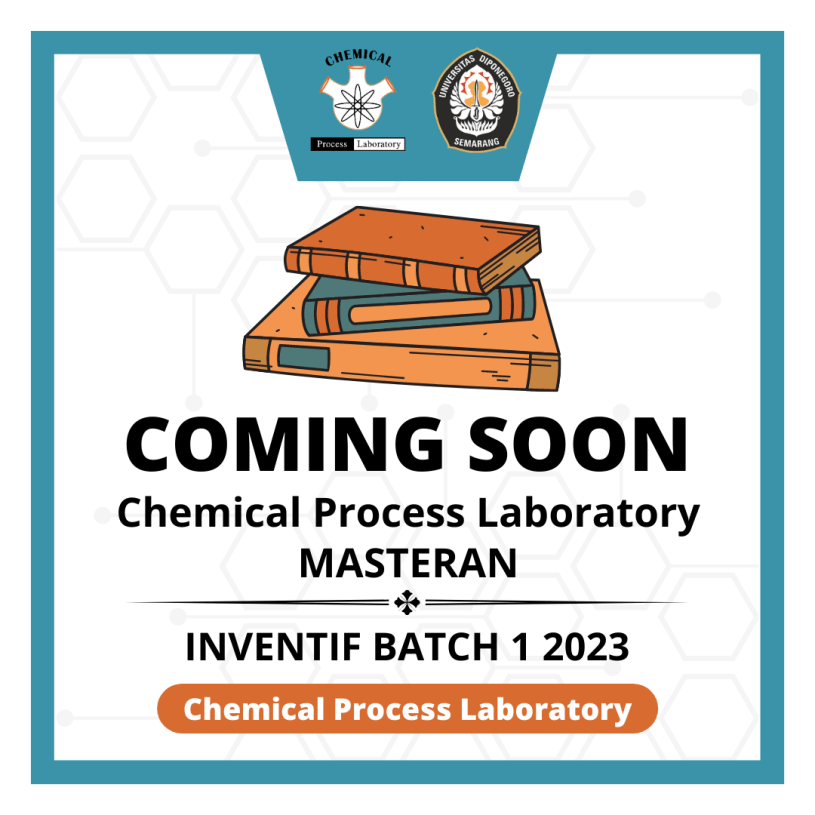 CHEMICAL
Process Laboratory
UNIVERSITAS DIPONEGORO
SEMARANG
COMING SOON
Chemical Process Laboratory
MASTERAN
INVENTIF BATCH 1 2023
Chemical Process Laboratory